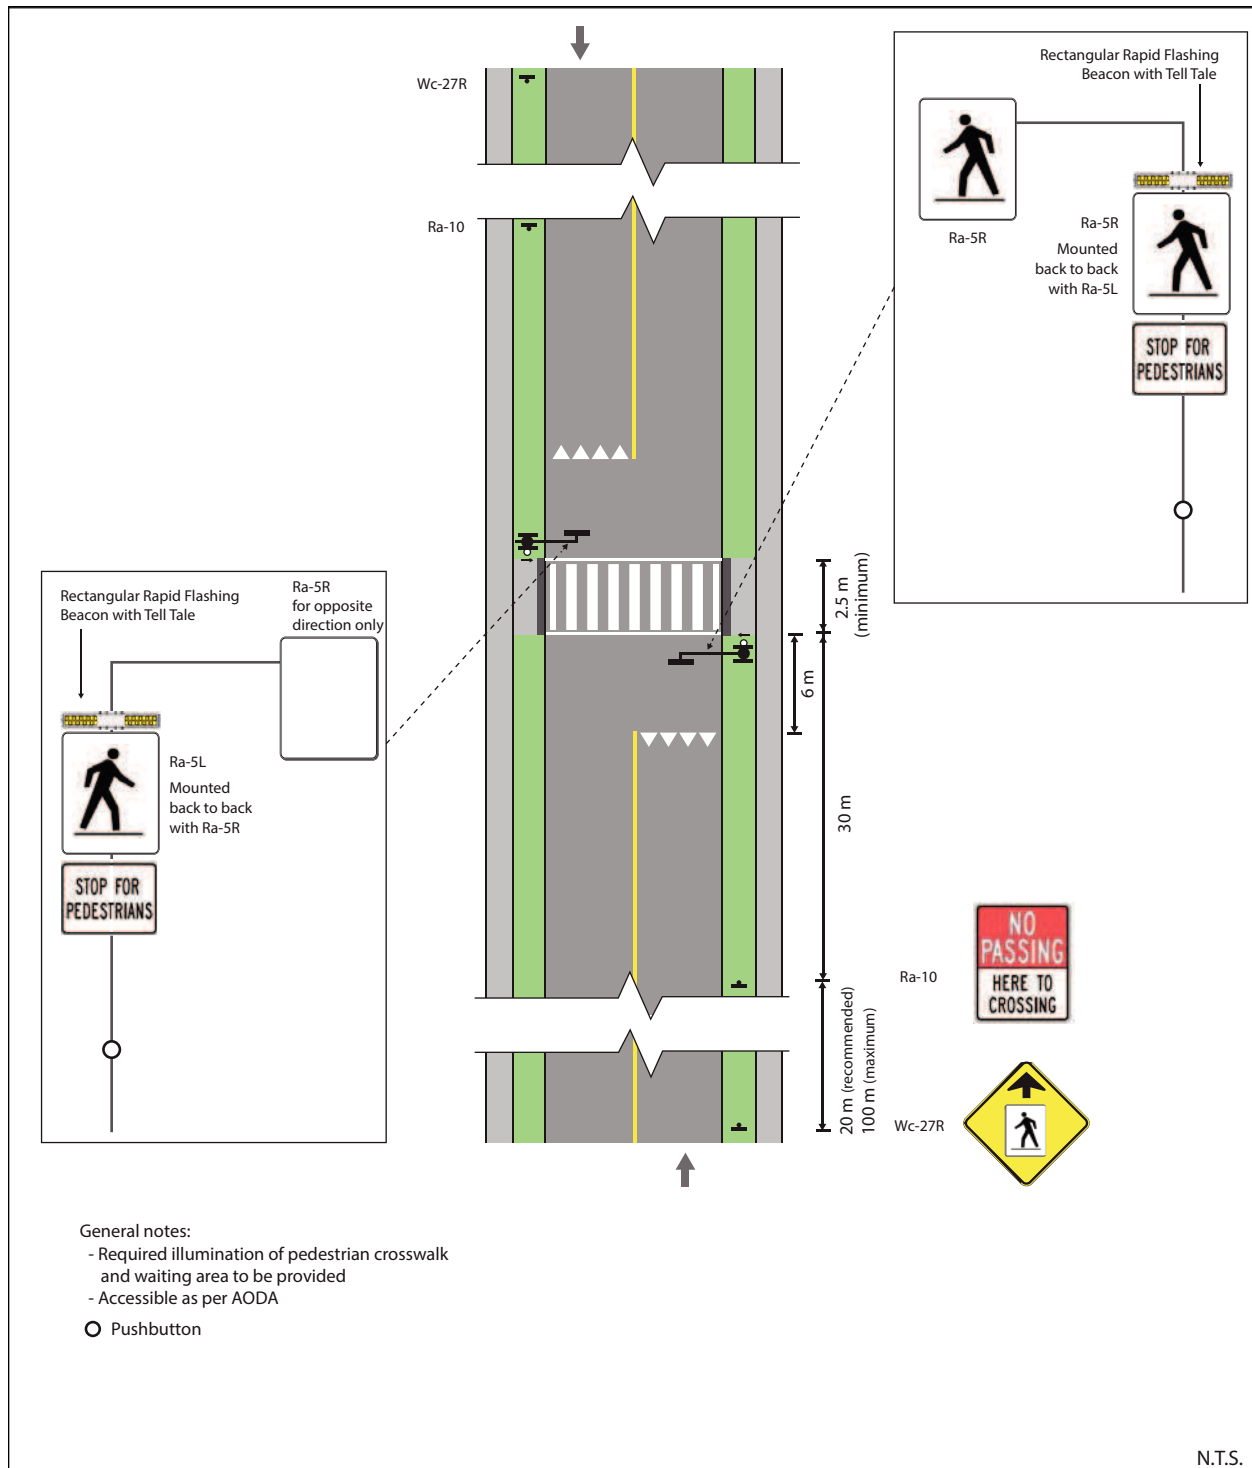 Wc-27R
Ra-10
Rectangular Rapid Flashing
Beacon with Tell Tale
Ra-5R
Ra-5R
Mounted
back to back
with Ra-5L
STOP FOR
PEDESTRIANS
Rectangular Rapid Flashing
Beacon with Tell Tale
Ra-5R
for opposite
direction only
Ra-5L
Mounted
back to back
with Ra-5R
STOP FOR
PEDESTRIANS
2.5 m
(minimum)
6 m
30 m
20 m (recommended)
100 m (maximum)
Ra-10
NO
PASSING
HERE TO
CROSSING
Wc-27R
General notes:
- Required illumination of pedestrian crosswalk
and waiting area to be provided
- Accessible as per AODA
Pushbutton
N.T.S.